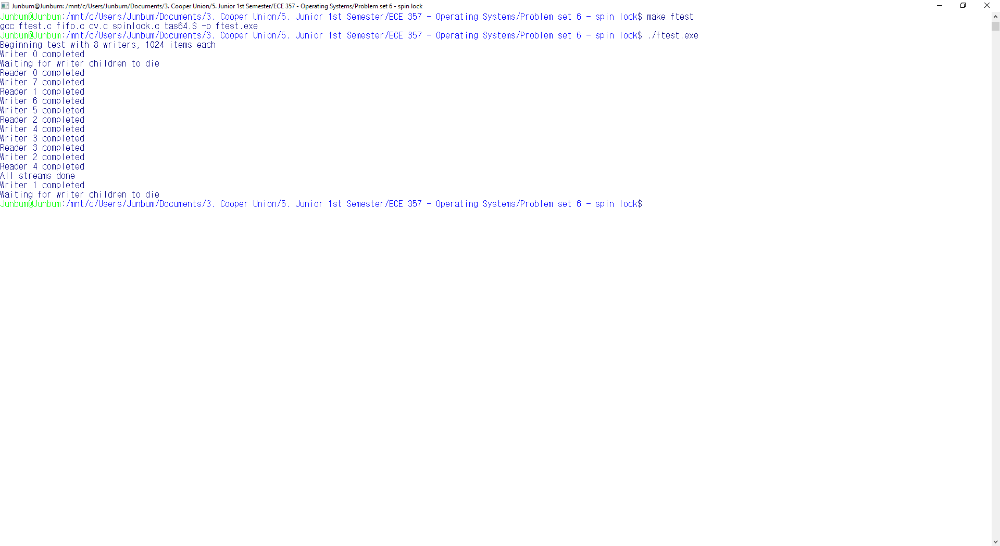 Junbum@Junbum: /mnt/c/Users/Junbum/Documents/3. Cooper Union/5. Junior 1st Semester/ECE 357 - Operating Systems/Problem set 6 - spin lock
Junbum@Junbum:/mnt/c/Users/Junbum/Documents/3. Cooper Union/5. Junior 1st Semester/ECE 357 - Operating Systems/Problem set 6 - spin lock$ make ftest
gcc ftest.c fifo.c cv.c spinlock.c tas64.S -o ftest.exe
Junbum@Junbum:/mnt/c/Users/Junbum/Documents/3. Cooper Union/5. Junior 1st Semester/ECE 357 - Operating Systems/Problem set 6 - spin lock$ ./ftest.exe
Beginning test with 8 writers, 1024 items each
Writer 0 completed
Waiting for writer children to die
Reader 0 completed
Writer 7 completed
Reader 1 completed
Writer 6 completed
Writer 5 completed
Reader 2 completed
Writer 4 completed
Writer 3 completed
Reader 3 completed
Writer 2 completed
Reader 4 completed
All streams done
Writer 1 completed
Waiting for writer children to die
Junbum@Junbum:/mnt/c/Users/Junbum/Documents/3. Cooper Union/5. Junior 1st Semester/ECE 357 - Operating Systems/Problem set 6 - spin lock$